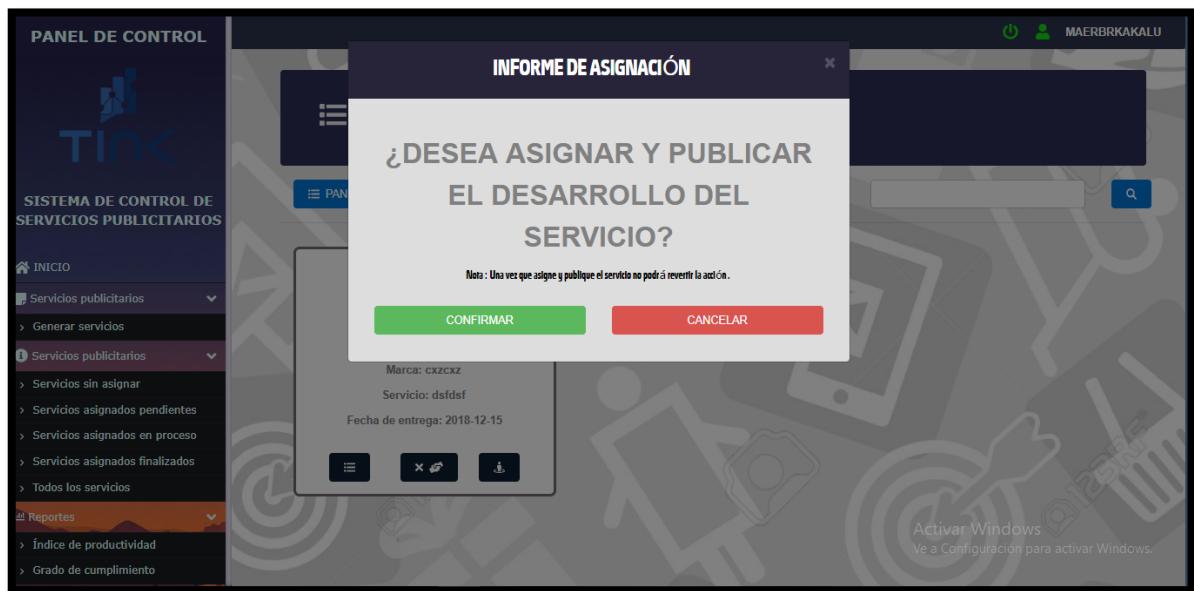 PANEL DE CONTROL
MAERBRKAKALU
TINK
SISTEMA DE CONTROL DE
SERVICIOS PUBLICITARIOS
INICIO
Servicios publicitarios
Generar servicios
Servicios publicitarios
Servicios sin asignar
Servicios asignados pendientes
Servicios asignados en proceso
Servicios asignados finalizados
Todos los servicios
Reportes
Índice de productividad
Grado de cumplimiento
INFORME DE ASIGNACIÓN
×
¿DESEA ASIGNAR Y PUBLICAR
EL DESARROLLO DEL
SERVICIO?
Nota : Una vez que asigne y publique el servicio no podrá revertir la acción .
CONFIRMAR
CANCELAR
PAN
Marca: cxzcxz
Servicio: dsfdsf
Fecha de entrega: 2018-12-15
Activar Windows
Ve a Configuración para activar Windows.
@123RF